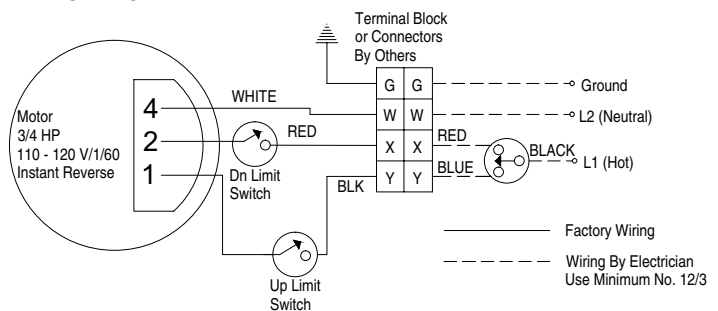 Terminal Block
or Connectors
By Others
G G
Ground
WHITE
4
W W
L2 (Neutral)
Motor
3/4 HP
110 - 120 V/1/60
Instant Reverse
2
RED
X X
RED
BLACK
L1 (Hot)
1
Dn Limit
Switch
BLK
Y Y
BLUE
Up Limit
Switch
Factory Wiring
Wiring By Electrician
Use Minimum No. 12/3